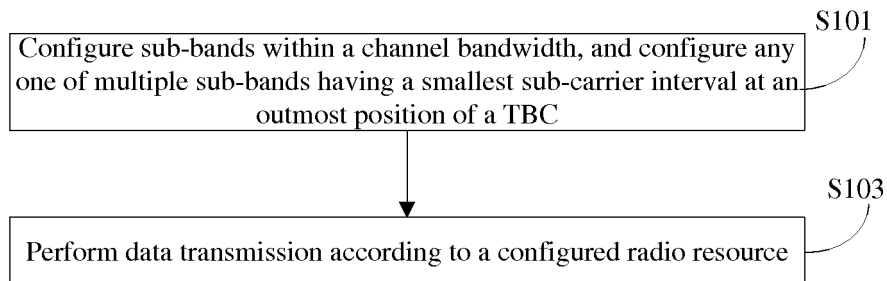 S101
Configure sub-bands within a channel bandwidth, and configure any
one of multiple sub-bands having a smallest sub-carrier interval at an
outmost position of a TBC
S103
Perform data transmission according to a configured radio resource